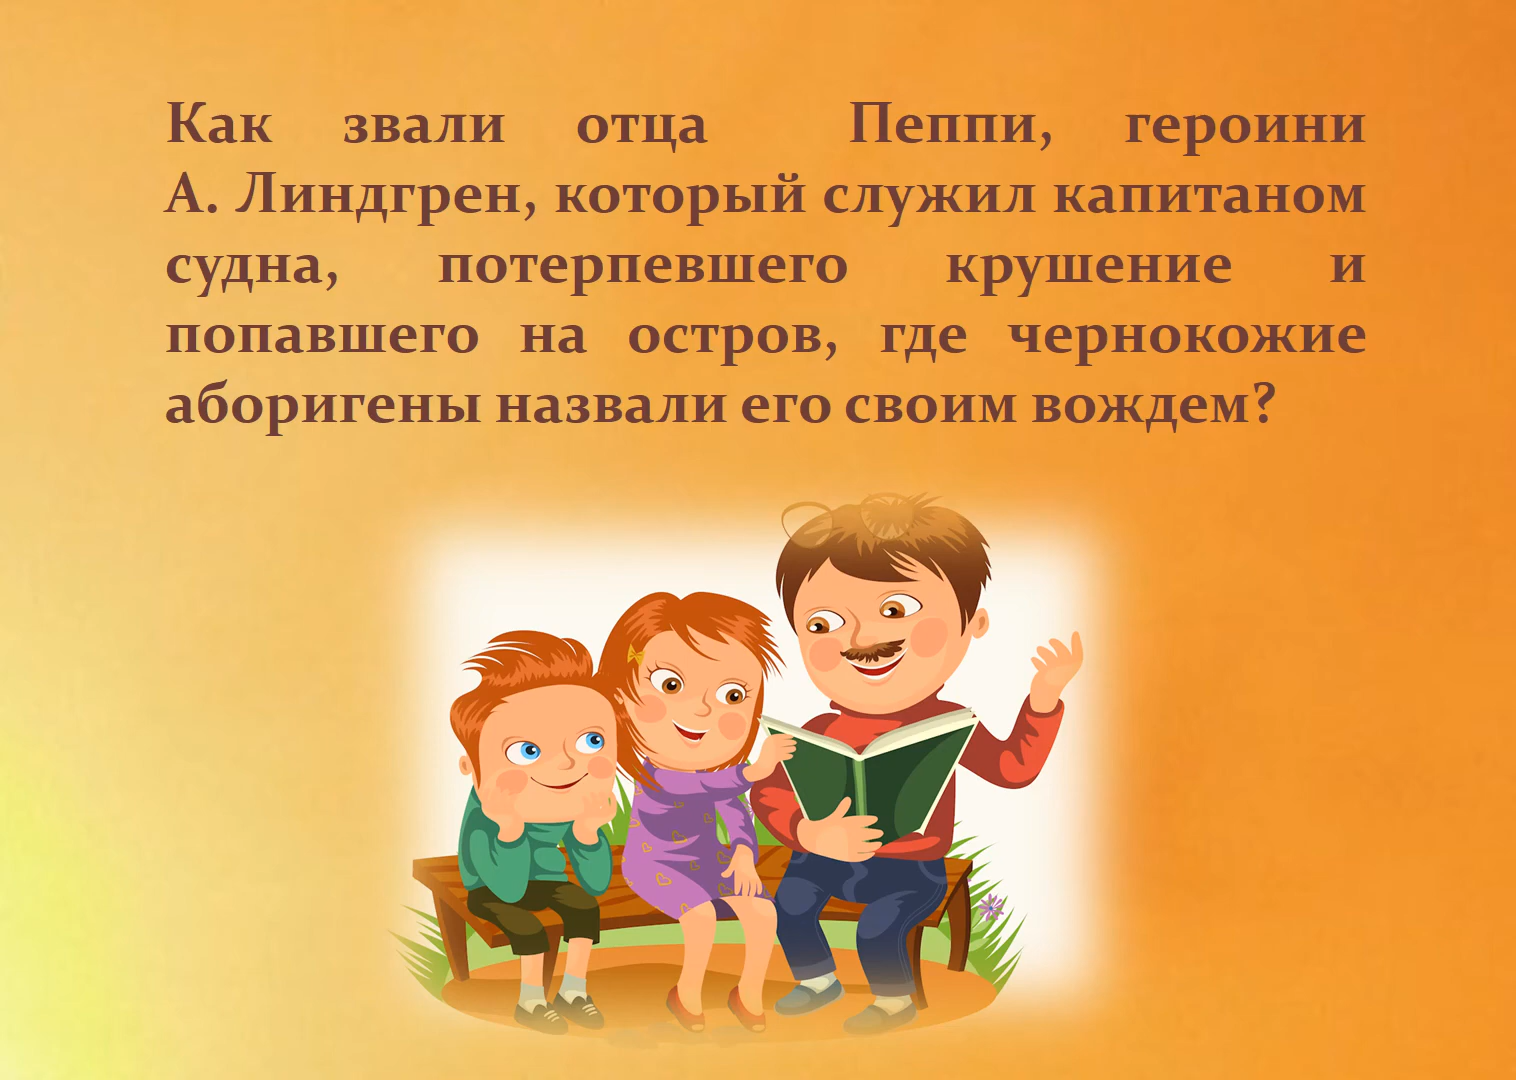 Как звали отца Пеппи, героини
А. Линдгрен, который служил капитаном
судна, потерпевшего крушение и
попавшего на остров, где чернокожие
аборигены назвали его своим вождем?